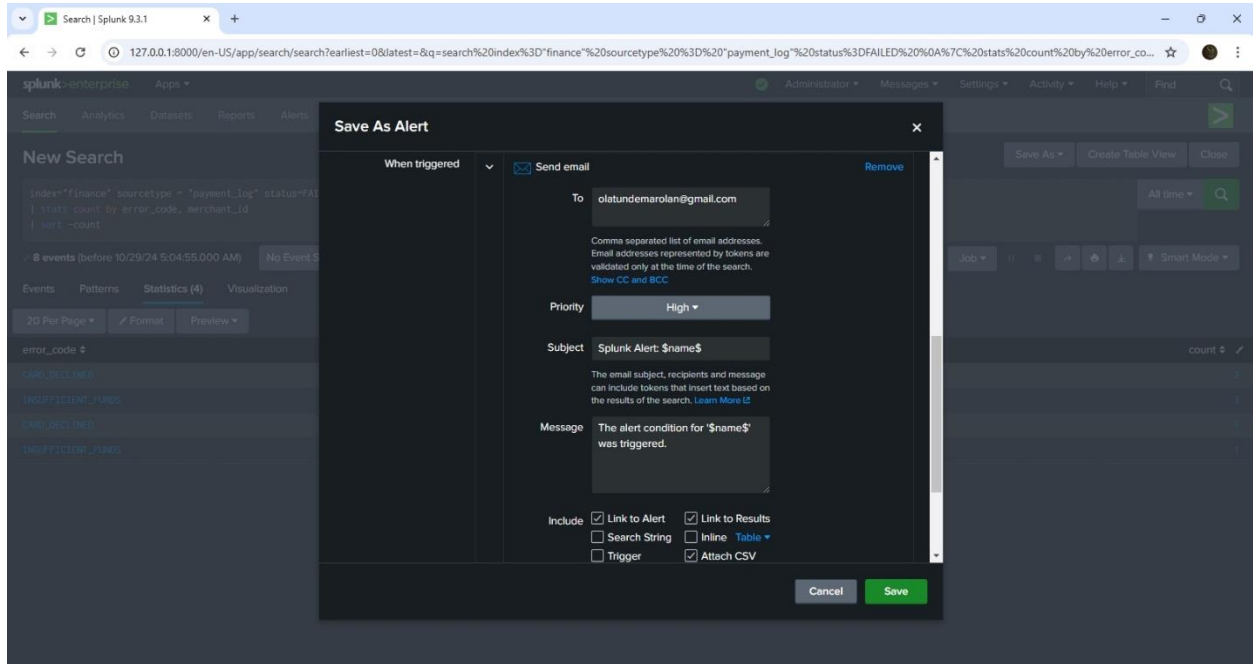 Search | Splunk 9.3.1
127.0.0.1:8000/en-US/app/search/search?earliest=0&latest=&q=search%20index%3D"finance"%20sourcetype%20%3D%20"payment_log"%20status%3DFAILED%20%0A%7C%20stats%20count%20by%20error_co...
splunk>enterprise Apps Administrator Messages Settings Activity Help Find
Search Analytics Datasets Reports Alerts
Save As Alert
New Search Save As Create Table View Close
When triggered Send email Remove
index="finance" sourcetype = "payment_log" status=FAI All time
| stats count by error_code, merchant_id
| sort -count
To olatundemarolan@gmail.com
Comma separated list of email addresses.
Email addresses represented by tokens are
validated only at the time of the search.
Show CC and BCC
8 events (before 10/29/24 5:04:55.000 AM) No Event S Job Smart Mode
Events Patterns Statistics (4) Visualization
Priority High
20 Per Page Format Preview
Subject Splunk Alert: $name$
error_code count
The email subject, recipients and message
can include tokens that insert text based on
the results of the search. Learn More
CARD_DECLINED
INSUFFICIENT_FUNDS
CARD_DECLINED
INSUFFICIENT_FUNDS
Message The alert condition for '$name$'
was triggered.
Include Link to Alert Link to Results
Search String Inline Table
Trigger Attach CSV
Cancel Save